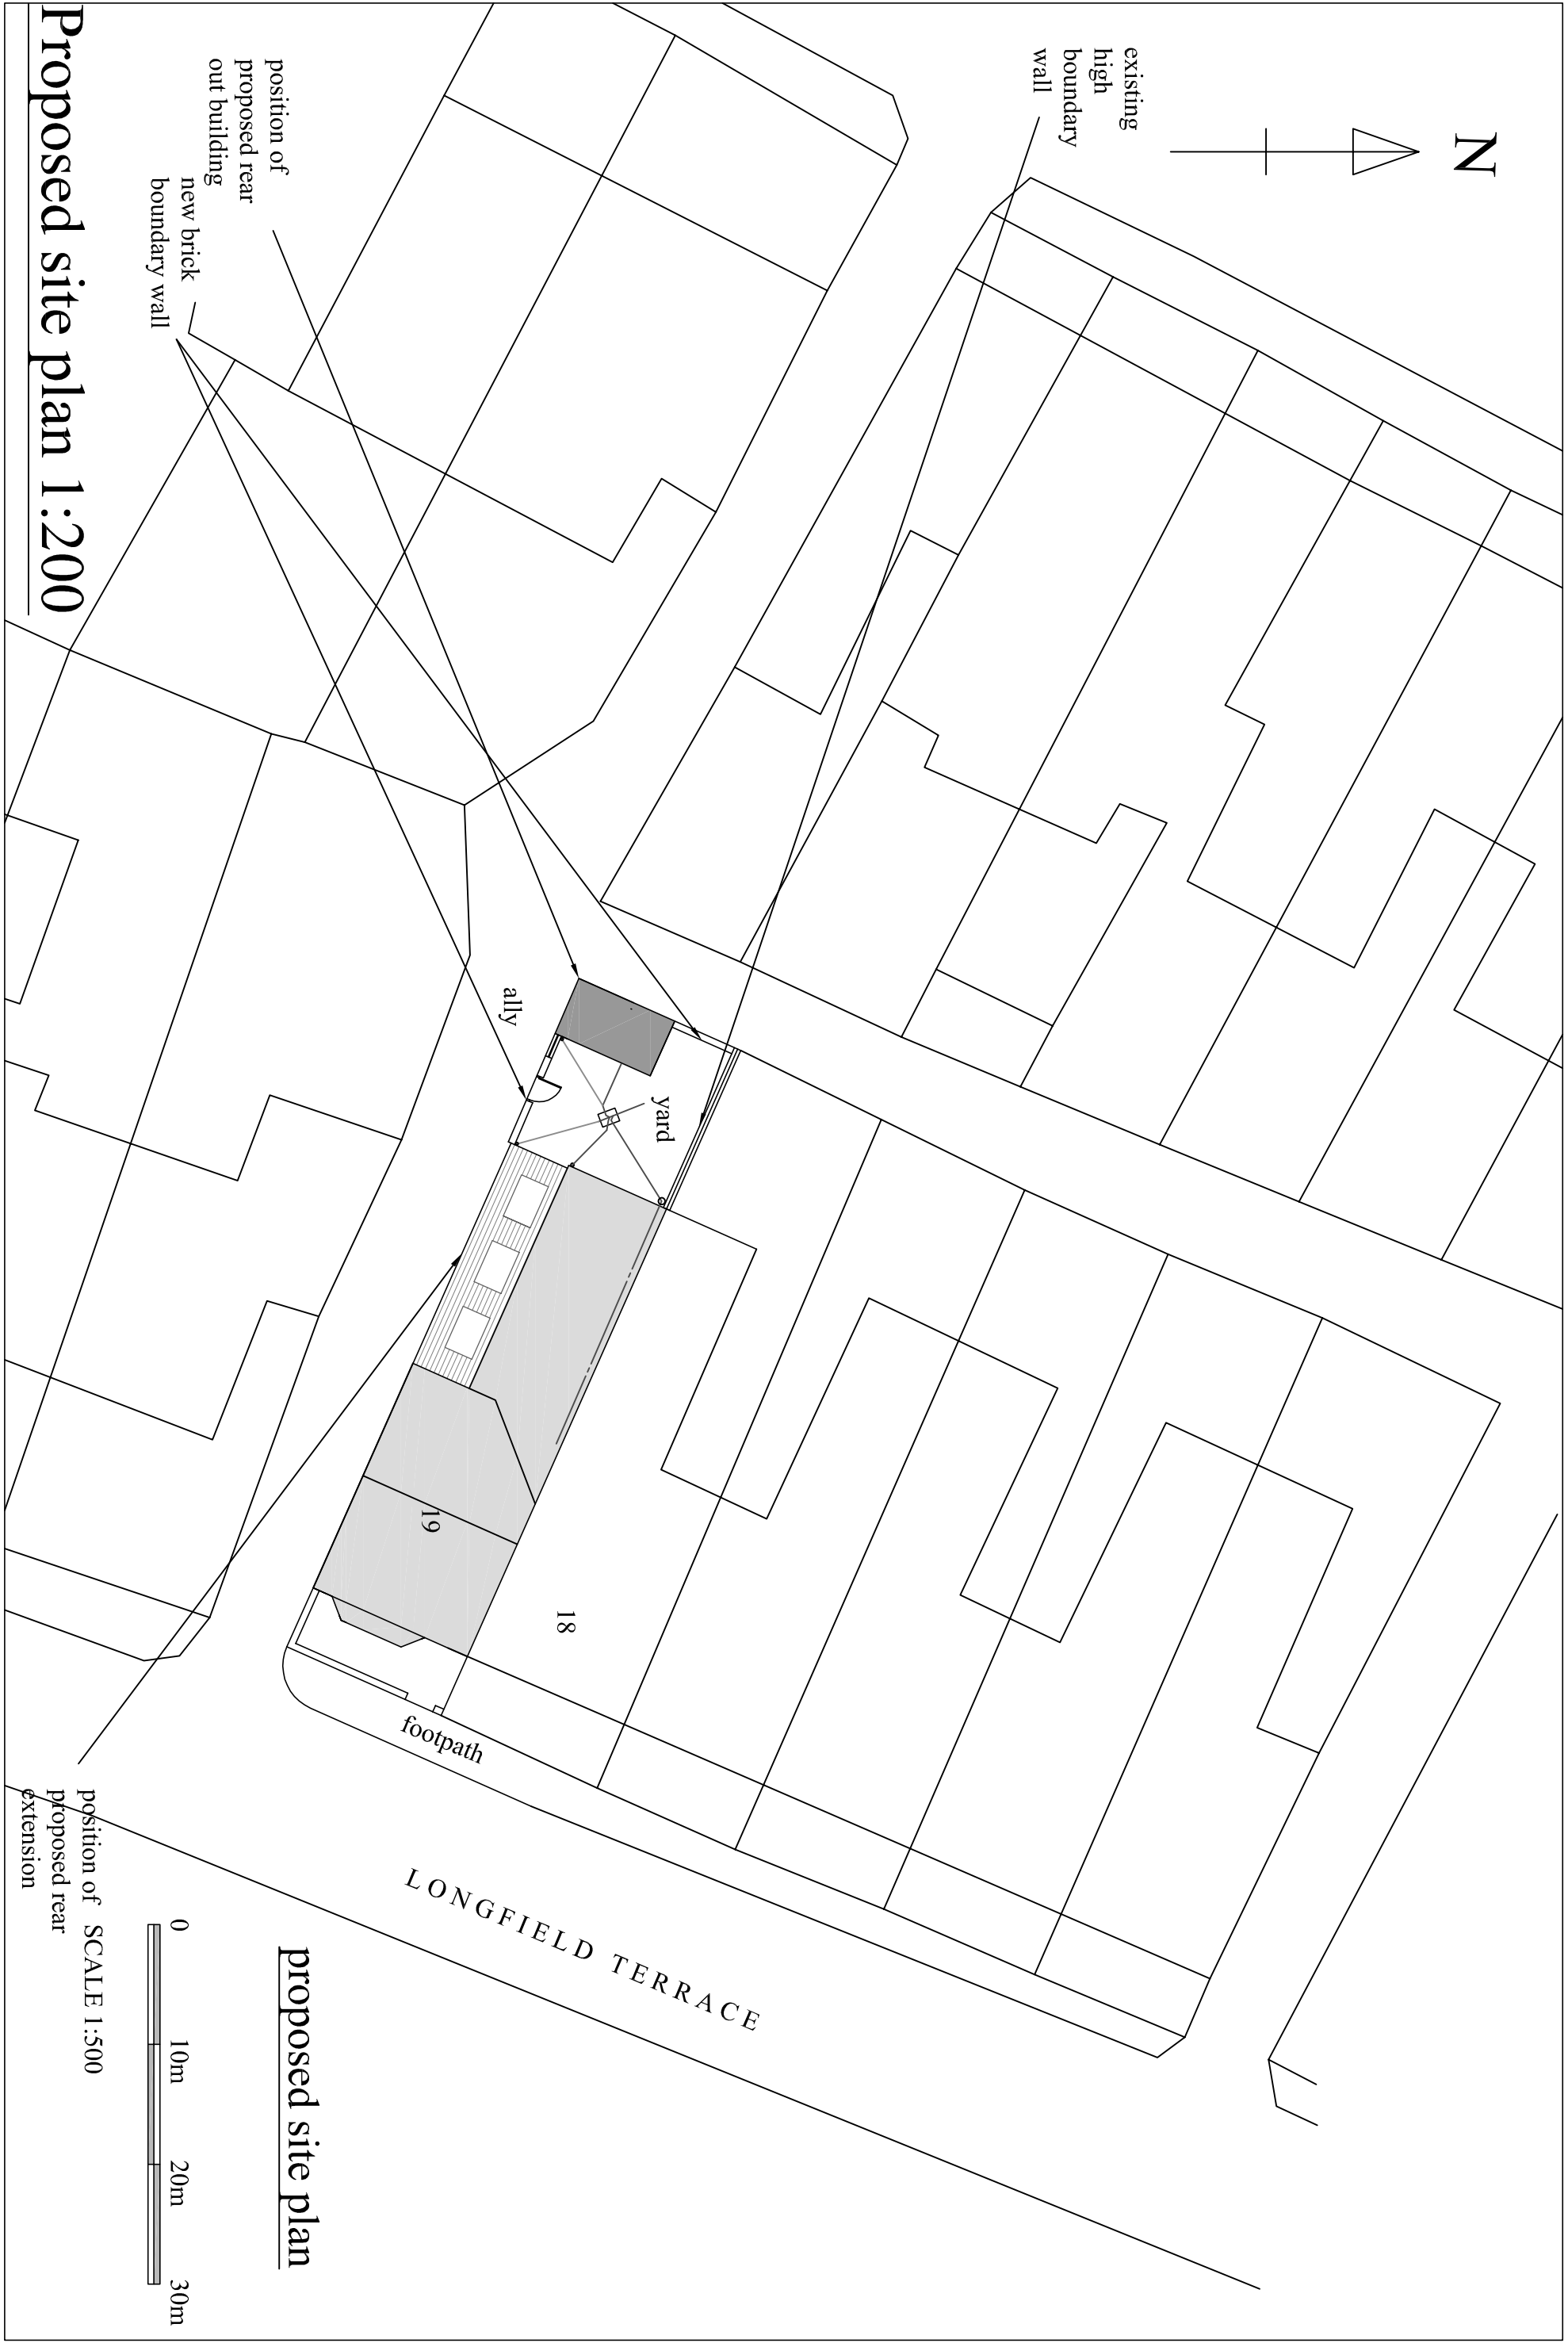 N
existing
high
boundary
wall
position of
proposed rear
out building
new brick
boundary wall
Proposed site plan 1:200
ally
yard
19
18
footpath
LONGFIELD TERRACE
position of
proposed rear
extension
SCALE 1:500
0 10m 20m 30m
proposed site plan